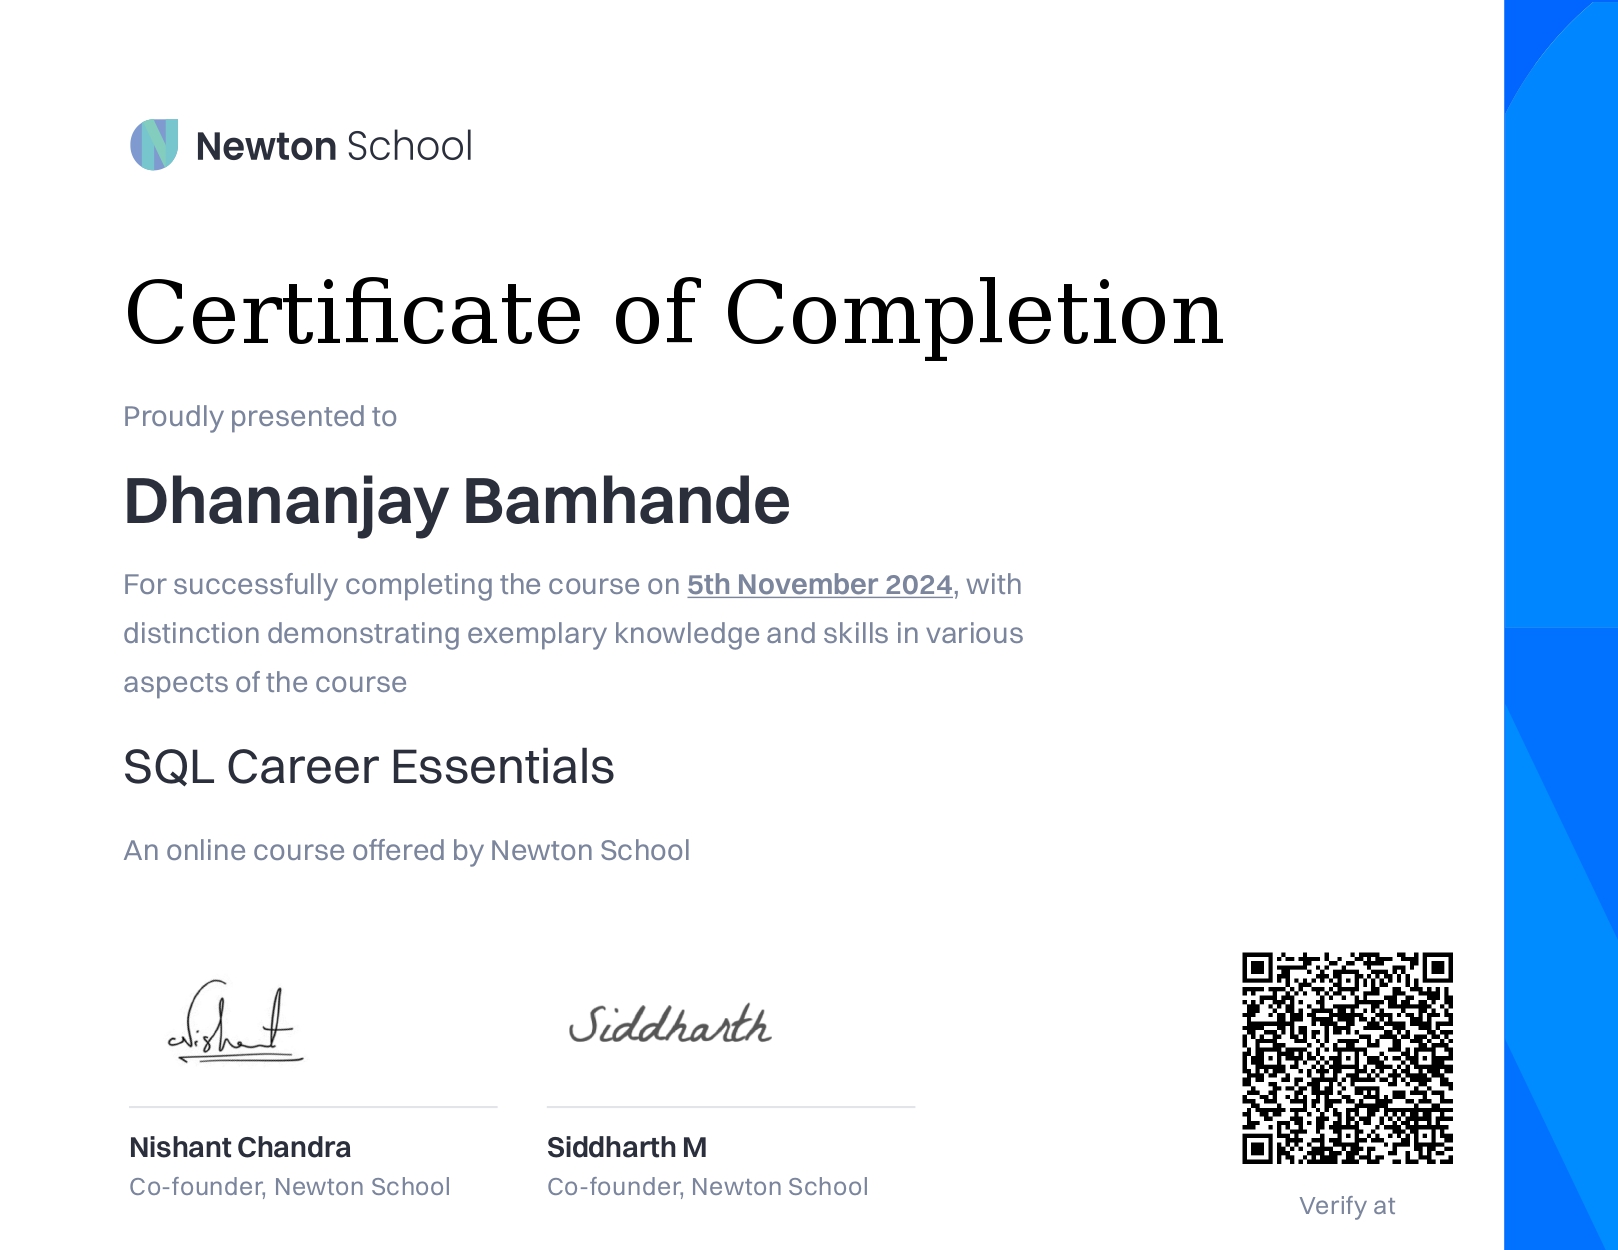 Newton School
Certificate of Completion
Proudly presented to
Dhananjay Bamhande
For successfully completing the course on 5th November 2024, with
distinction demonstrating exemplary knowledge and skills in various
aspects of the course
SQL Career Essentials
An online course offered by Newton School
Nishant
Siddharth
Nishant Chandra
Siddharth M
Co-founder, Newton School
Co-founder, Newton School
Verify at